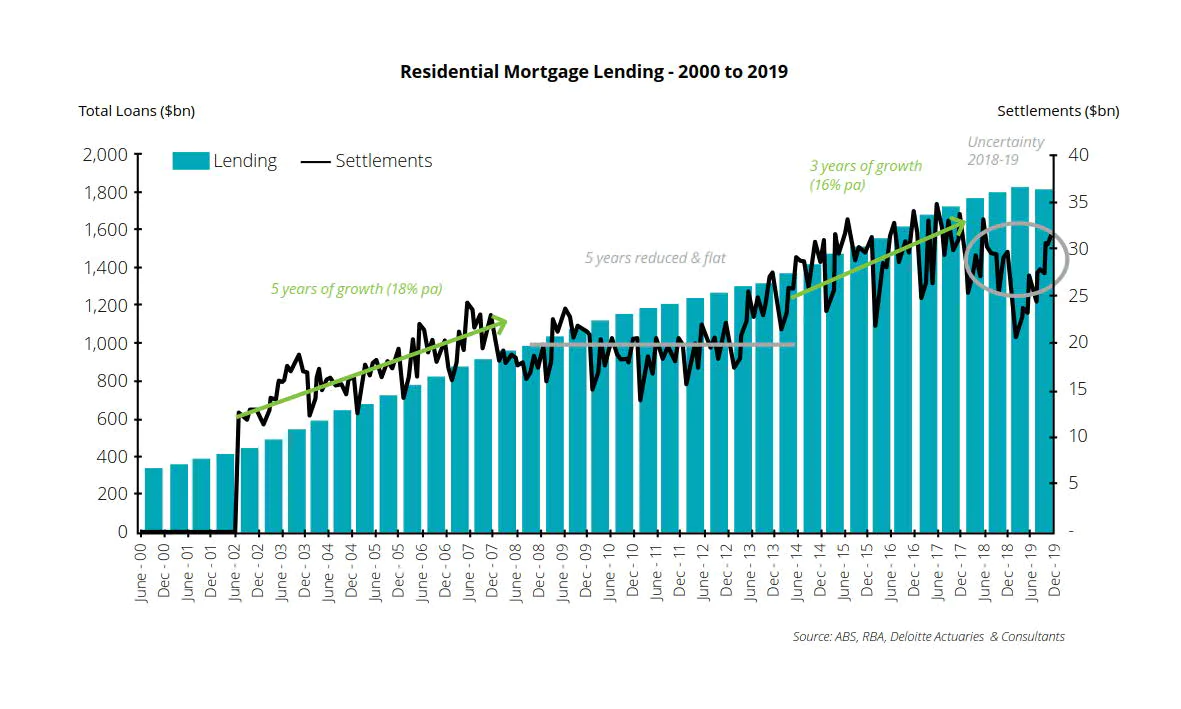 Residential Mortgage Lending - 2000 to 2019
Total Loans ($bn)
Settlements ($bn)
Lending
Settlements
Uncertainty
2018-19
3 years of growth
(16% pa)
5 years reduced & flat
5 years of growth (18% pa)
2,000
1,800
1,600
1,400
1,200
1,000
800
600
400
200
0
40
35
30
25
20
15
10
5
-
June - 00
Dec - 00
June - 01
Dec - 01
June - 02
Dec - 02
June - 03
Dec - 03
June - 04
Dec - 04
June - 05
Dec - 05
June - 06
Dec - 06
June - 07
Dec - 07
June - 08
Dec - 08
June - 09
Dec - 09
June - 10
Dec - 10
June - 11
Dec - 11
June - 12
Dec - 12
June - 13
Dec - 13
June - 14
Dec - 14
June - 15
Dec - 15
June - 16
Dec - 16
June - 17
Dec - 17
June - 18
Dec - 18
June - 19
Dec - 19
Source: ABS, RBA, Deloitte Actuaries & Consultants